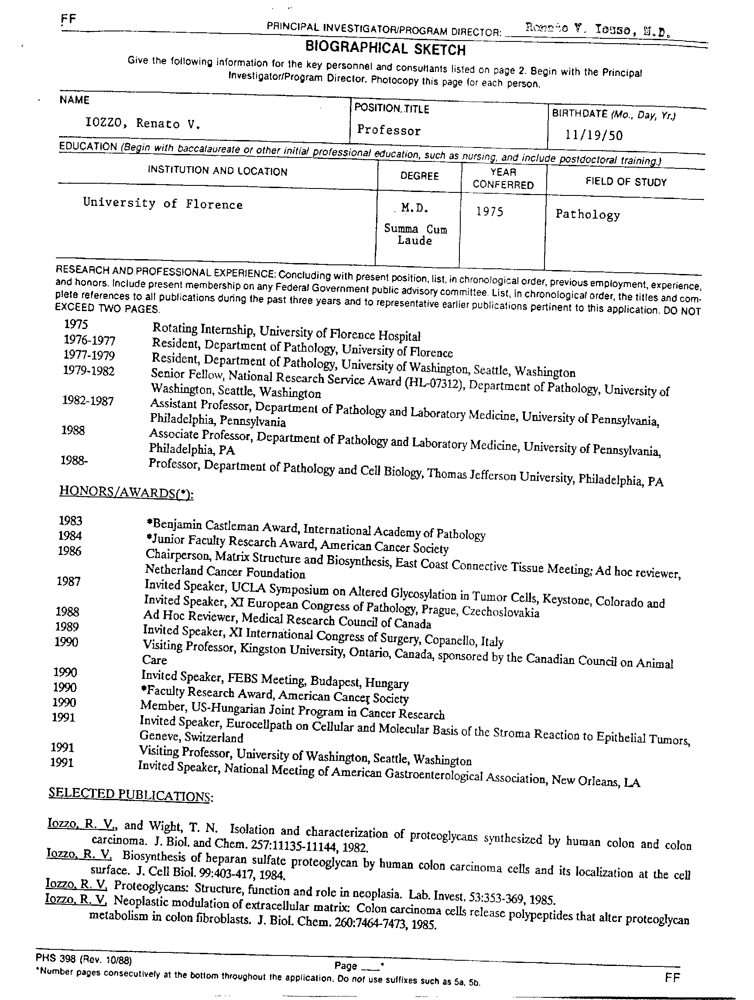 FF
PRINCIPAL INVESTIGATOR/PROGRAM DIRECTOR: Renato V. Iozzo, M.D.
BIOGRAPHICAL SKETCH
Give the following information for the key personnel and consultants listed on page 2. Begin with the Principal
Investigator/Program Director. Photocopy this page for each person.
NAME
POSITION TITLE
BIRTHDATE (Mo., Day, Yr.)
IOZZO, Renato V.
Professor
11/19/50
EDUCATION (Begin with baccalaureate or other initial professional education, such as nursing, and include postdoctoral training.)
INSTITUTION AND LOCATION
DEGREE
YEAR
CONFERRED
FIELD OF STUDY
University of Florence
M.D.
Summa Cum
Laude
1975
Pathology
RESEARCH AND PROFESSIONAL EXPERIENCE: Concluding with present position, list, in chronological order, previous employment, experience,
and honors. Include present membership on any Federal Government public advisory committee. List, in chronological order, the titles and com-
plete references to all publications during the past three years and to representative earlier publications pertinent to this application. DO NOT
EXCEED TWO PAGES.
1975 Rotating Internship, University of Florence Hospital
1976-1977 Resident, Department of Pathology, University of Florence
1977-1979 Resident, Department of Pathology, University of Washington, Seattle, Washington
1979-1982 Senior Fellow, National Research Service Award (HL-07312), Department of Pathology, University of
Washington, Seattle, Washington
1982-1987 Assistant Professor, Department of Pathology and Laboratory Medicine, University of Pennsylvania,
Philadelphia, Pennsylvania
1988 Associate Professor, Department of Pathology and Laboratory Medicine, University of Pennsylvania,
Philadelphia, PA
1988- Professor, Department of Pathology and Cell Biology, Thomas Jefferson University, Philadelphia, PA
HONORS/AWARDS(*):
1983 *Benjamin Castleman Award, International Academy of Pathology
1984 *Junior Faculty Research Award, American Cancer Society
1986 Chairperson, Matrix Structure and Biosynthesis, East Coast Connective Tissue Meeting; Ad hoc reviewer,
Netherland Cancer Foundation
1987 Invited Speaker, UCLA Symposium on Altered Glycosylation in Tumor Cells, Keystone, Colorado and
Invited Speaker, XI European Congress of Pathology, Prague, Czechoslovakia
1988 Ad Hoc Reviewer, Medical Research Council of Canada
1989 Invited Speaker, XI International Congress of Surgery, Copanello, Italy
1990 Visiting Professor, Kingston University, Ontario, Canada, sponsored by the Canadian Council on Animal
Care
1990 Invited Speaker, FEBS Meeting, Budapest, Hungary
1990 *Faculty Research Award, American Cancer Society
1990 Member, US-Hungarian Joint Program in Cancer Research
1991 Invited Speaker, Eurocellpath on Cellular and Molecular Basis of the Stroma Reaction to Epithelial Tumors,
Geneve, Switzerland
1991 Visiting Professor, University of Washington, Seattle, Washington
1991 Invited Speaker, National Meeting of American Gastroenterological Association, New Orleans, LA
SELECTED PUBLICATIONS:
Iozzo, R. V., and Wight, T. N. Isolation and characterization of proteoglycans synthesized by human colon and colon
carcinoma. J. Biol. and Chem. 257:11135-11144, 1982.
Iozzo, R. V. Biosynthesis of heparan sulfate proteoglycan by human colon carcinoma cells and its localization at the cell
surface. J. Cell Biol. 99:403-417, 1984.
Iozzo, R. V. Proteoglycans: Structure, function and role in neoplasia. Lab. Invest. 53:353-369, 1985.
Iozzo, R. V. Neoplastic modulation of extracellular matrix: Colon carcinoma cells release polypeptides that alter proteoglycan
metabolism in colon fibroblasts. J. Biol. Chem. 260:7464-7473, 1985.
PHS 398 (Rev. 10/88)
Page ___*
*Number pages consecutively at the bottom throughout the application. Do not use suffixes such as 5a, 5b.
FF